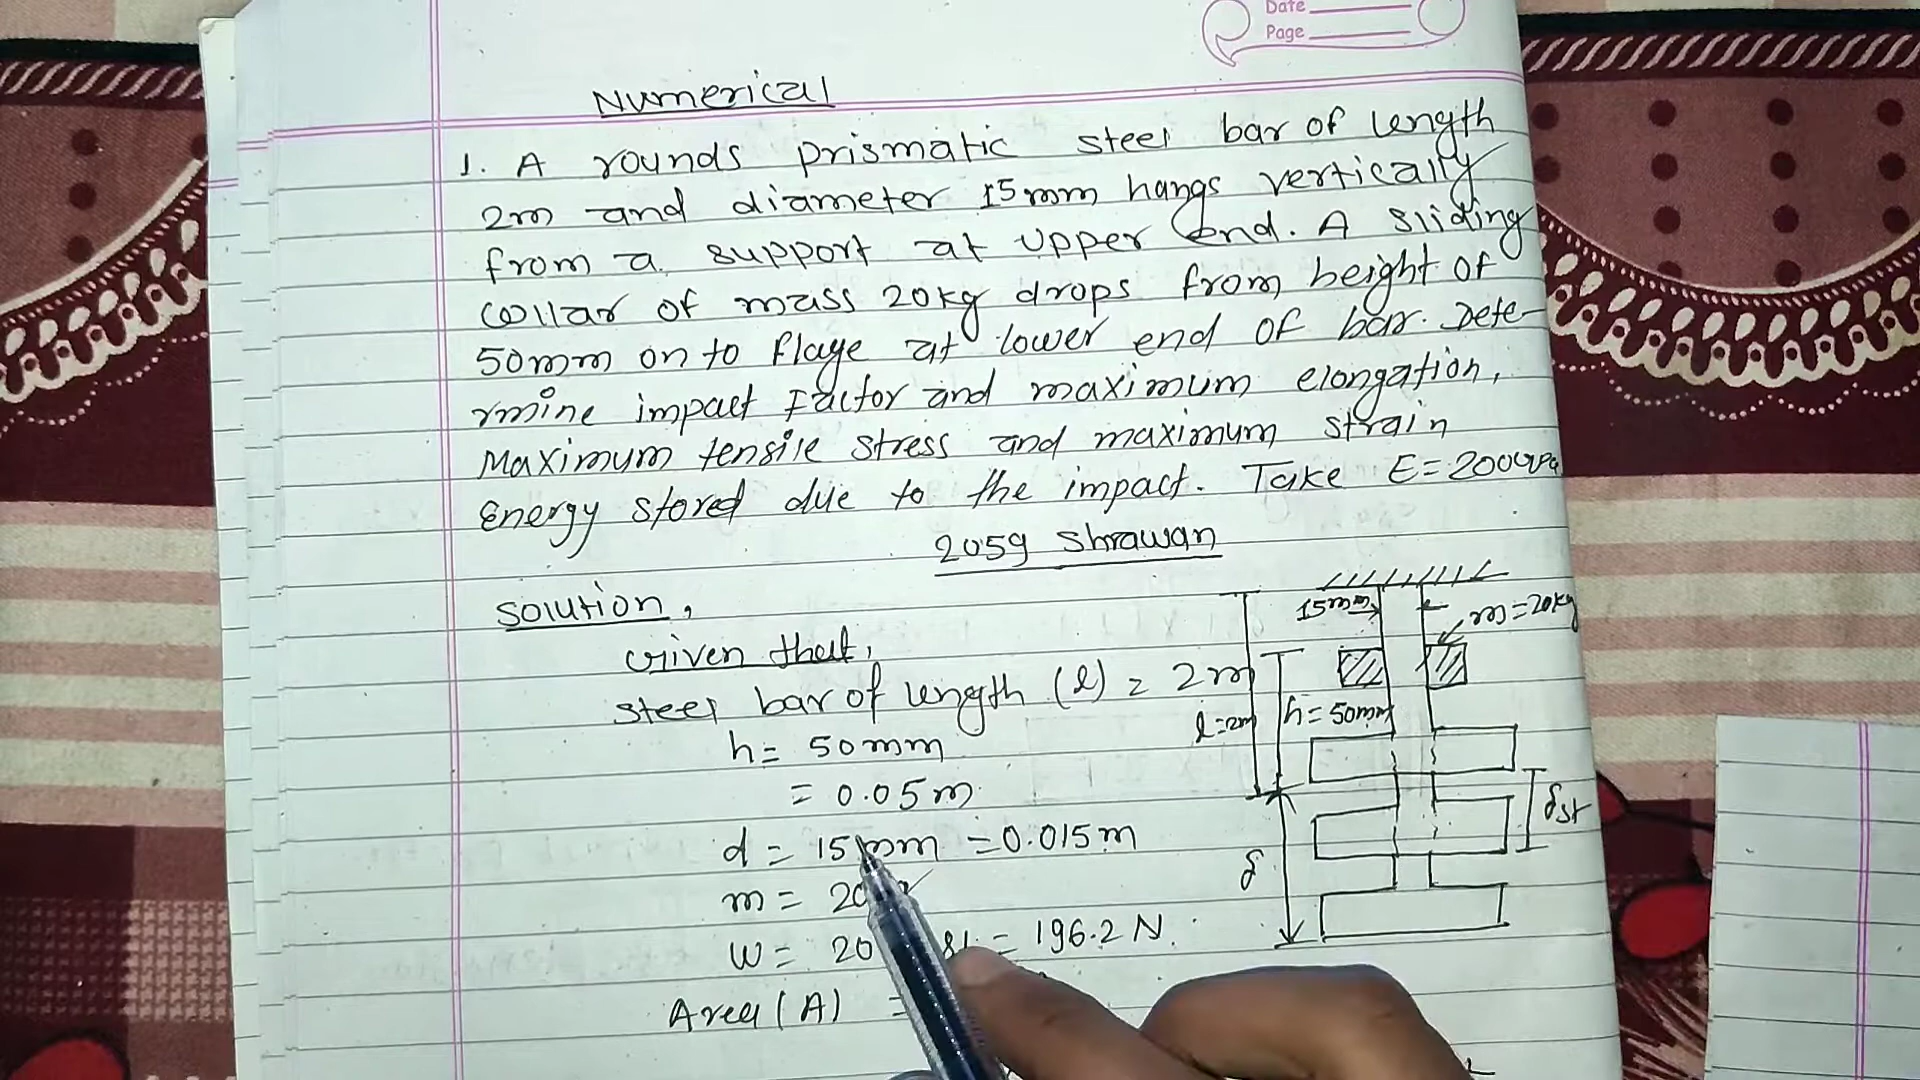 Date
Page
Numerical
1. A rounds prismatic steel bar of length
2m and diameter 15mm hangs vertically
from a support at upper end. A sliding
collar of mass 20kg drops from height of
50mm on to flage at lower end of bar. Dete-
rmine impact Factor and maximum elongation,
Maximum tensile stress and maximum strain
Energy stored due to the impact. Take E=200GPa
2059 Shrawan
Solution,
Given that,
steel bar of length (l) = 2m
h = 50mm
= 0.05m
d = 15mm = 0.015m
m = 20
W = 20 81 = 196.2 N.
Area (A) =
15mm
m = 20kg
l=2m
h = 50mm
δst
δ